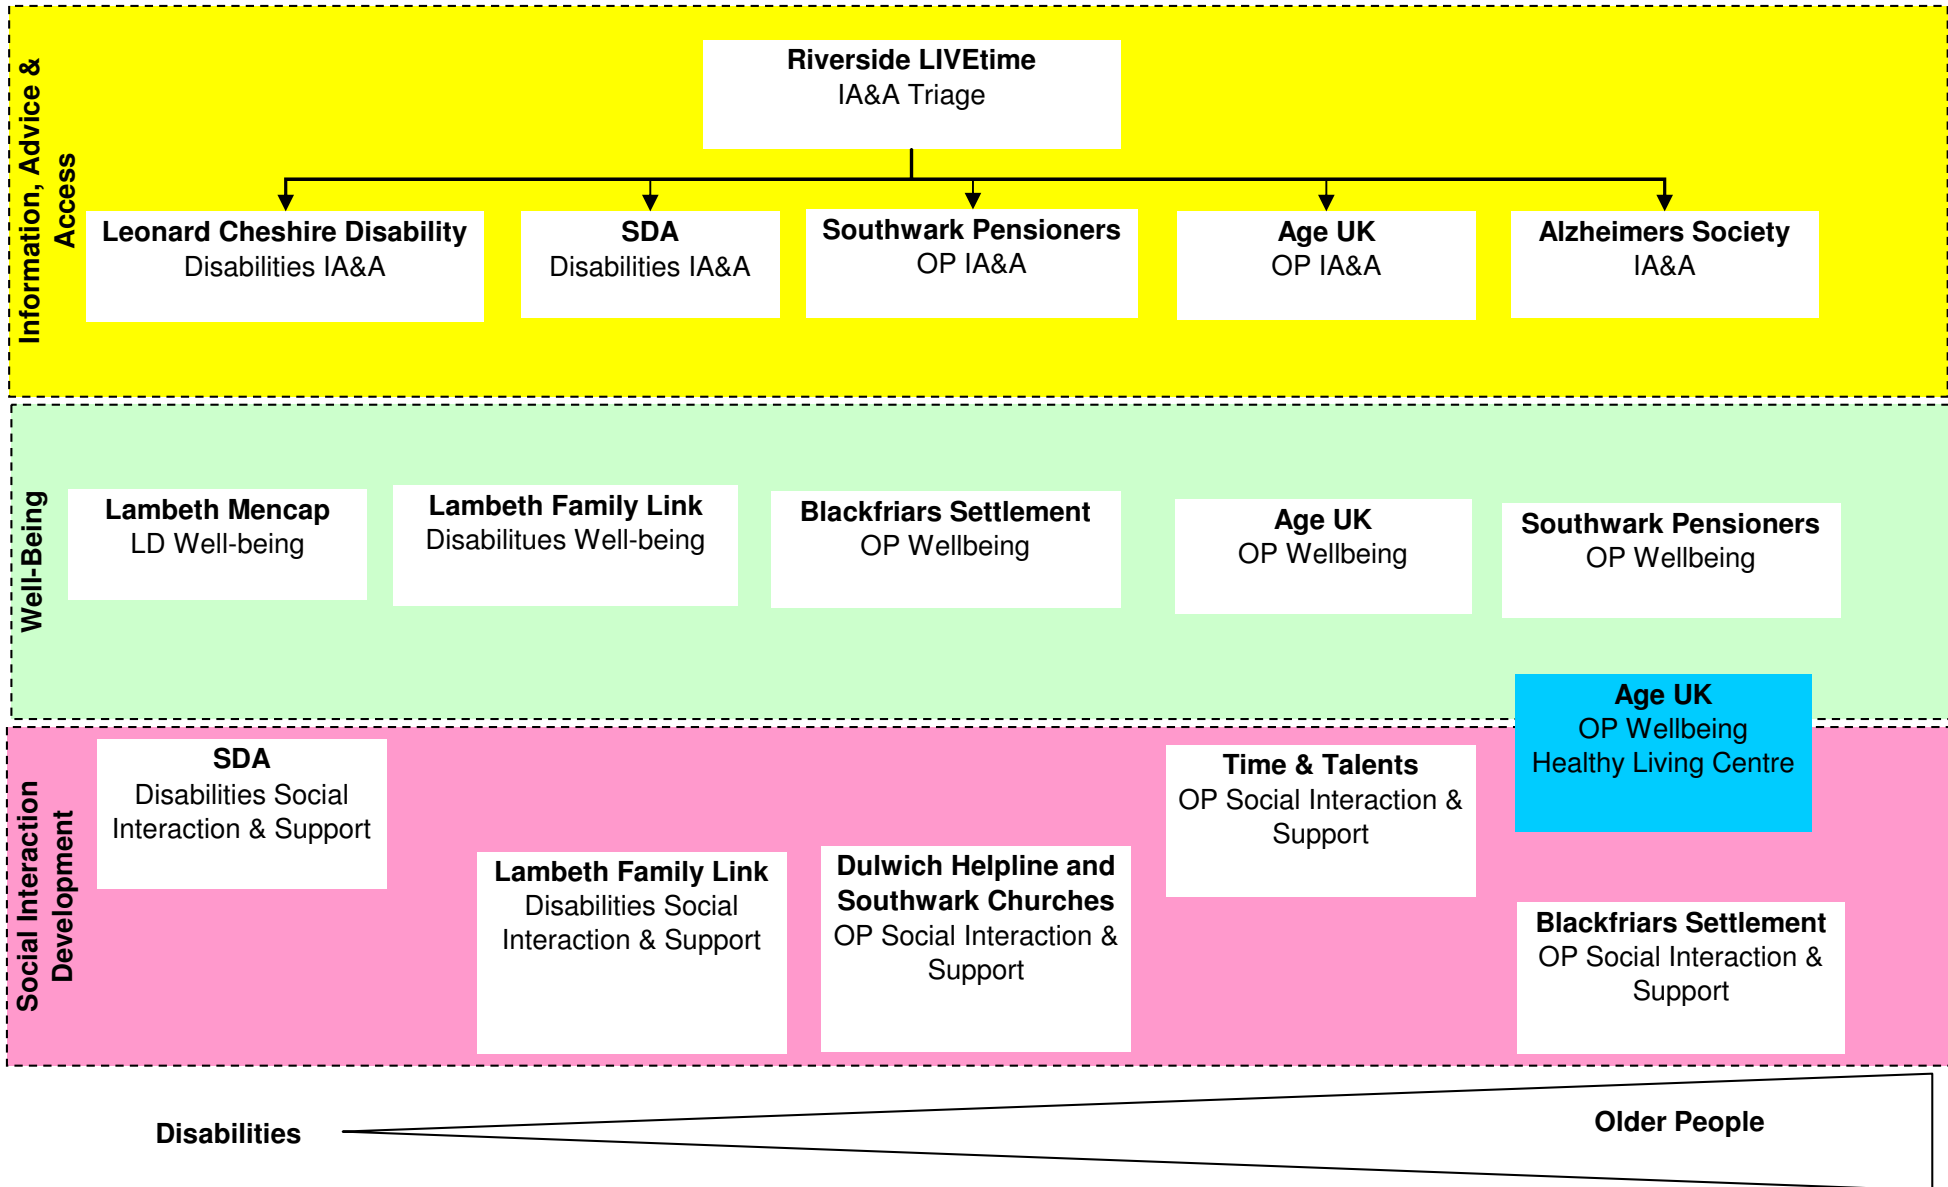 Information, Advice &
Access
Riverside LIVEtime
IA&A Triage
Leonard Cheshire Disability
Disabilities IA&A
SDA
Disabilities IA&A
Southwark Pensioners
OP IA&A
Age UK
OP IA&A
Alzheimers Society
IA&A
Well-Being
Lambeth Mencap
LD Well-being
Lambeth Family Link
Disabilitues Well-being
Blackfriars Settlement
OP Wellbeing
Age UK
OP Wellbeing
Southwark Pensioners
OP Wellbeing
Age UK
OP Wellbeing
Healthy Living Centre
Social Interaction
Development
SDA
Disabilities Social
Interaction & Support
Lambeth Family Link
Disabilities Social
Interaction & Support
Dulwich Helpline and
Southwark Churches
OP Social Interaction &
Support
Time & Talents
OP Social Interaction &
Support
Blackfriars Settlement
OP Social Interaction &
Support
Disabilities
Older People